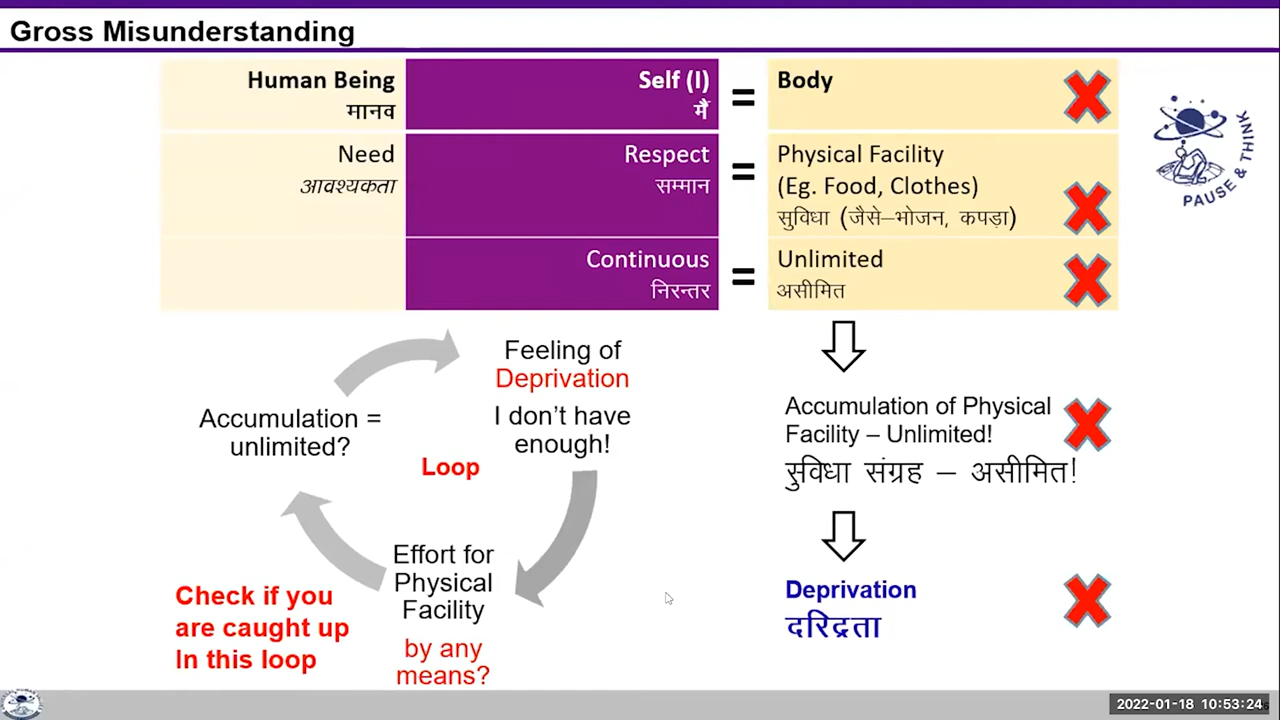 Gross Misunderstanding
Human Being
मानव
Self (I)
मैं
=
Body
Need
आवश्यकता
Respect
सम्मान
=
Physical Facility
(Eg. Food, Clothes)
सुविधा (जैसे–भोजन, कपड़ा)
Continuous
निरन्तर
=
Unlimited
असीमित
PAUSE & THINK
Feeling of
Deprivation
I don't have
enough!
Accumulation =
unlimited?
Loop
Effort for
Physical
Facility
by any
means?
Check if you
are caught up
In this loop
Accumulation of Physical
Facility – Unlimited!
सुविधा संग्रह – असीमित!
Deprivation
दरिद्रता
2022-01-18 10:53:24